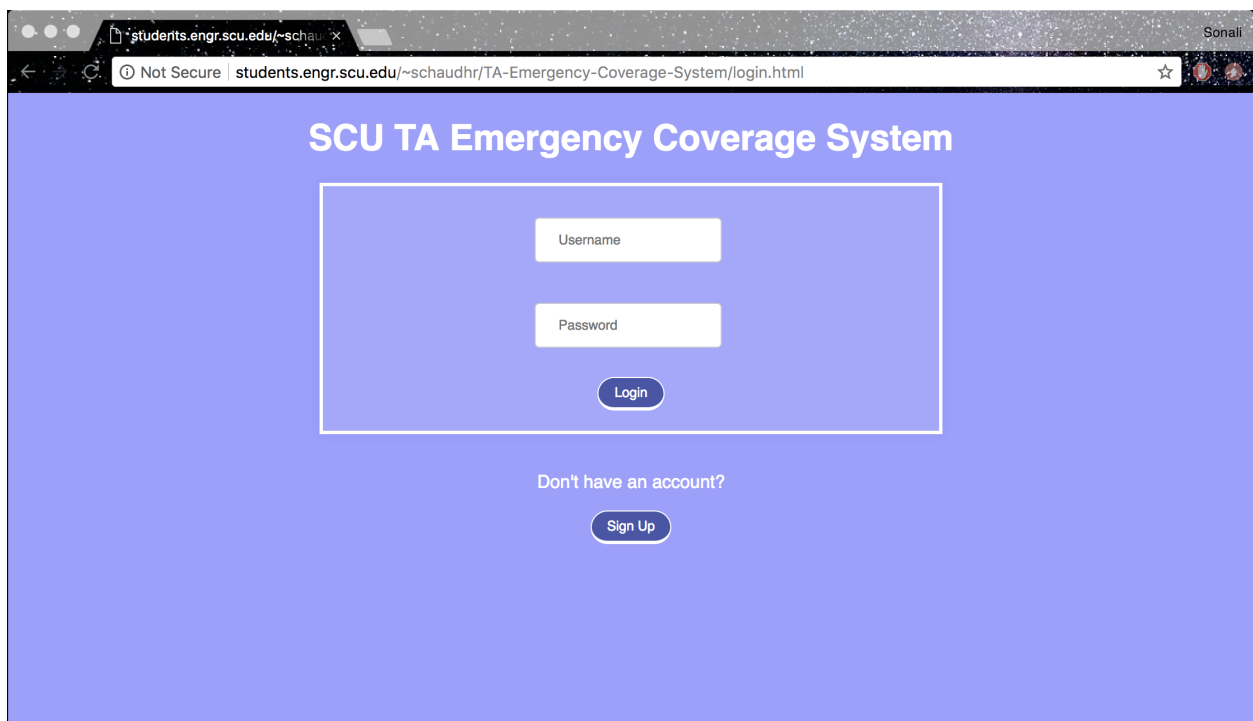 students.engr.scu.edu/~schau
Sonali
Not Secure students.engr.scu.edu/~schaudhr/TA-Emergency-Coverage-System/login.html
SCU TA Emergency Coverage System
Username
Password
Login
Don't have an account?
Sign Up